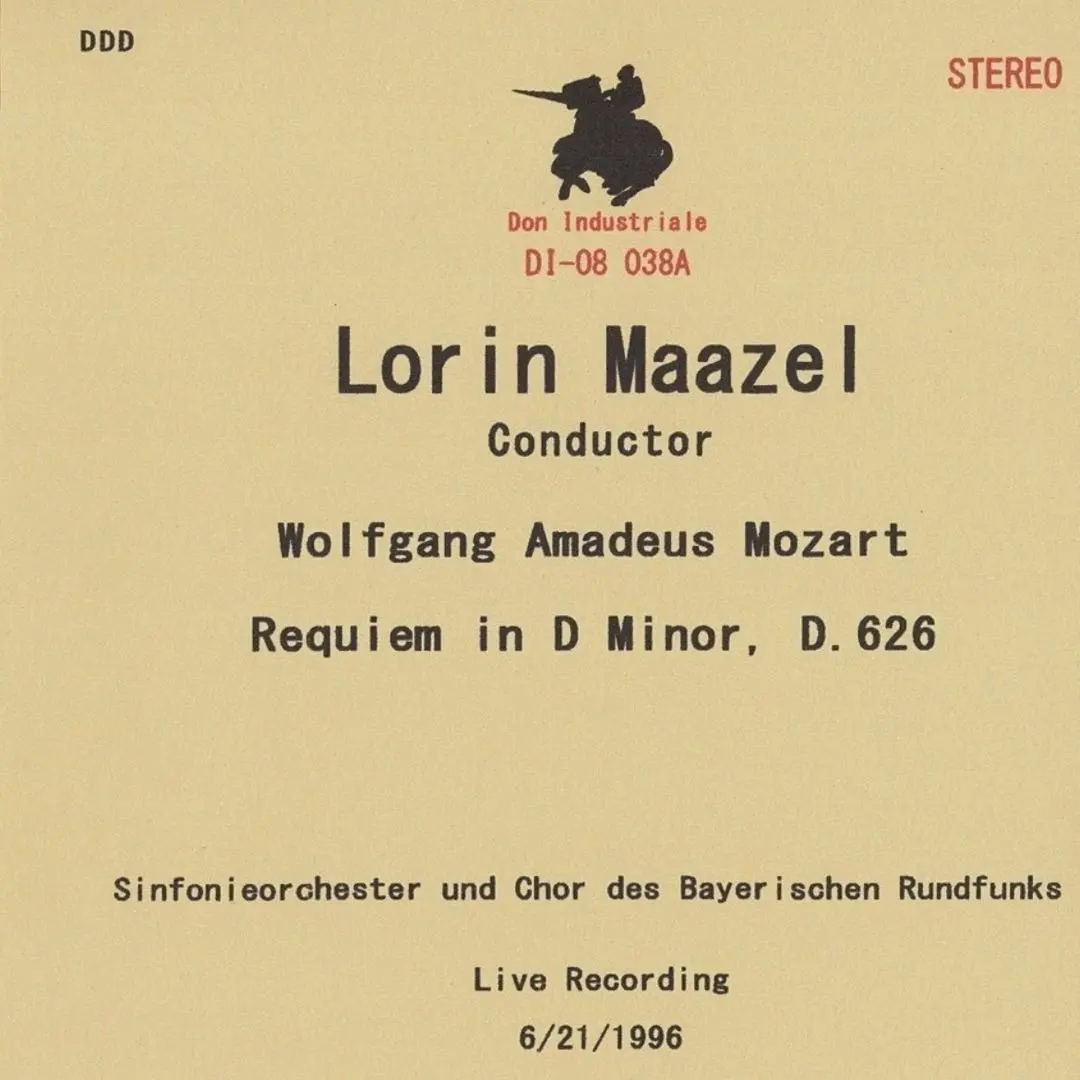 DDD
STEREO
Don Industriale
DI-08 038A
Lorin Maazel
Conductor
Wolfgang Amadeus Mozart
Requiem in D Minor, D.626
Sinfonieorchester und Chor des Bayerischen Rundfunks
Live Recording
6/21/1996